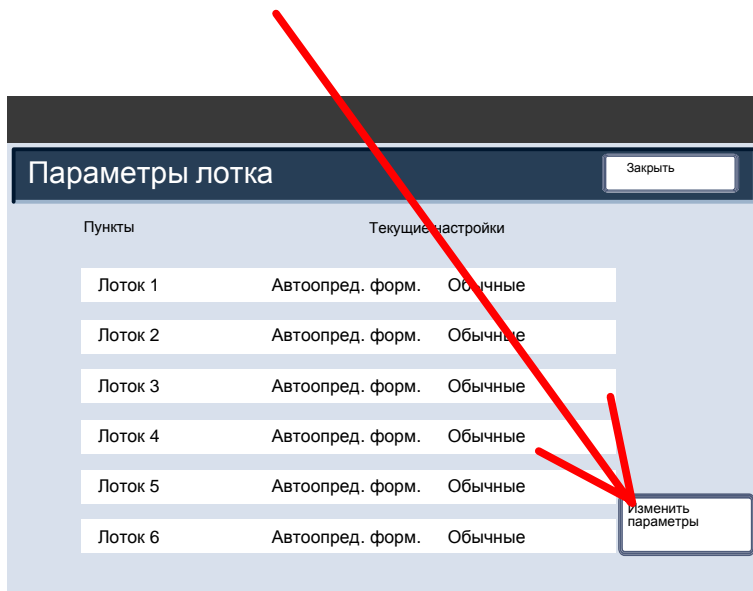 Параметры лотка Закрыть
Пункты Текущие настройки
Лоток 1 Автоопред. форм. Обычные
Лоток 2 Автоопред. форм. Обычные
Лоток 3 Автоопред. форм. Обычные
Лоток 4 Автоопред. форм. Обычные
Лоток 5 Автоопред. форм. Обычные
Изменить
параметры
Лоток 6 Автоопред. форм. Обычные